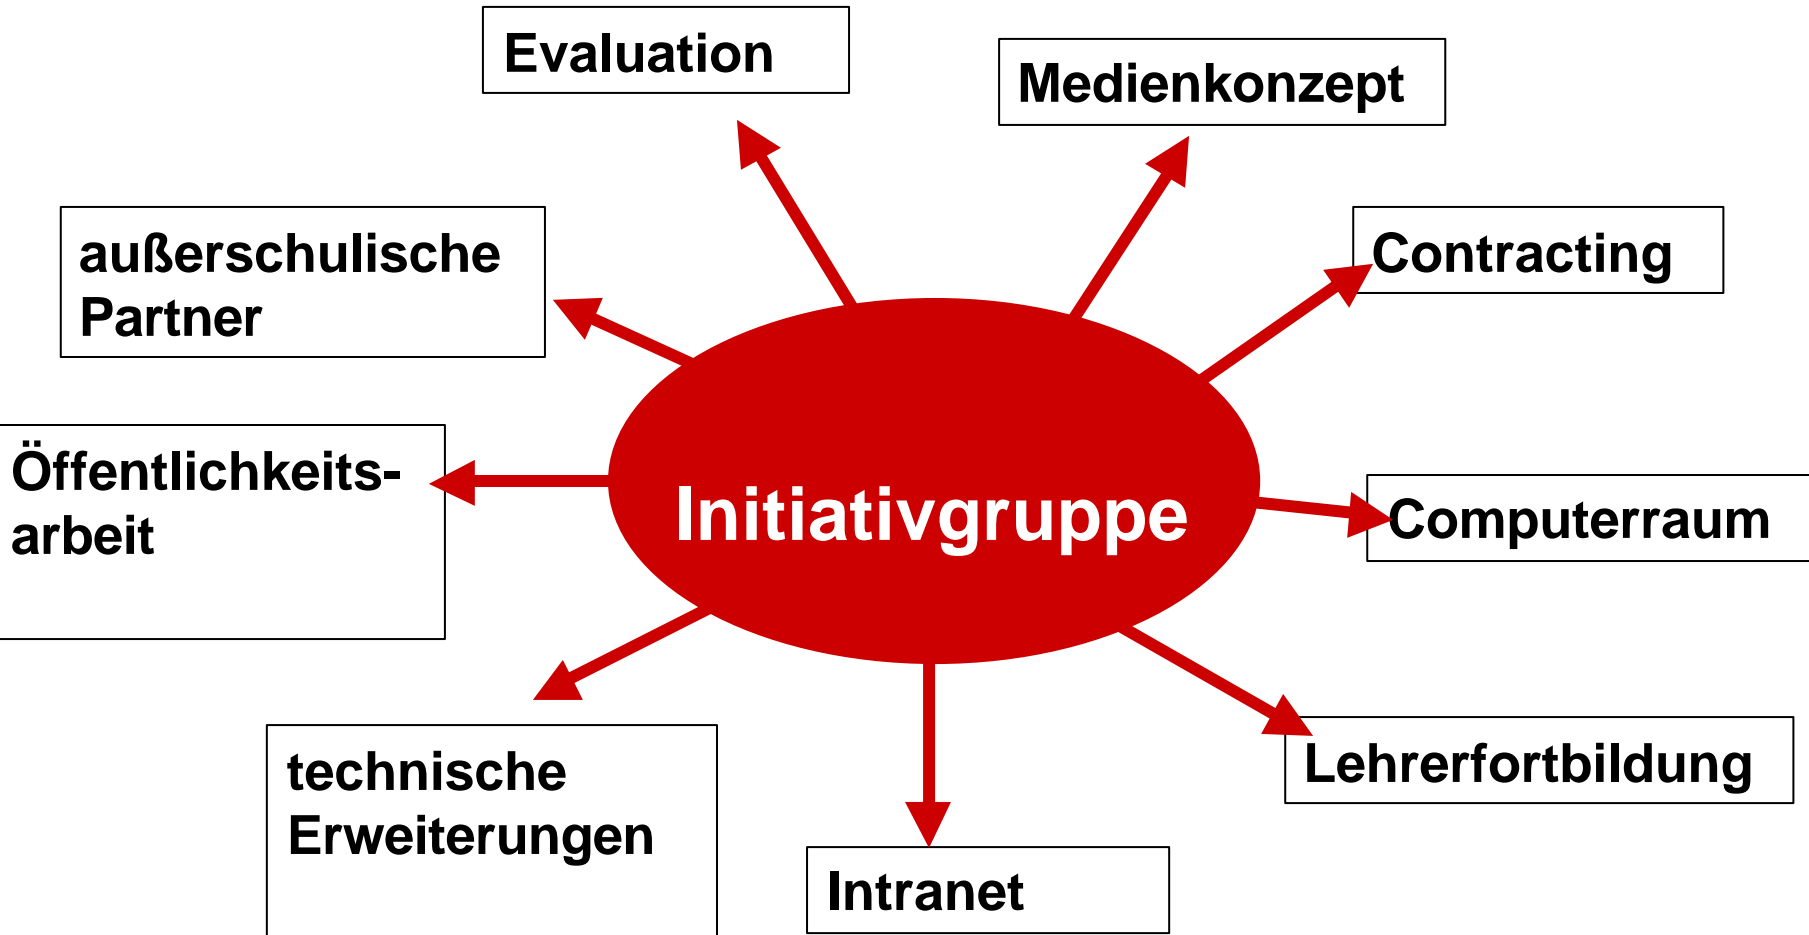 Evaluation
Medienkonzept
außerschulische
Partner
Contracting
Öffentlichkeits-
arbeit
Initiativgruppe
Computerraum
technische
Erweiterungen
Lehrerfortbildung
Intranet